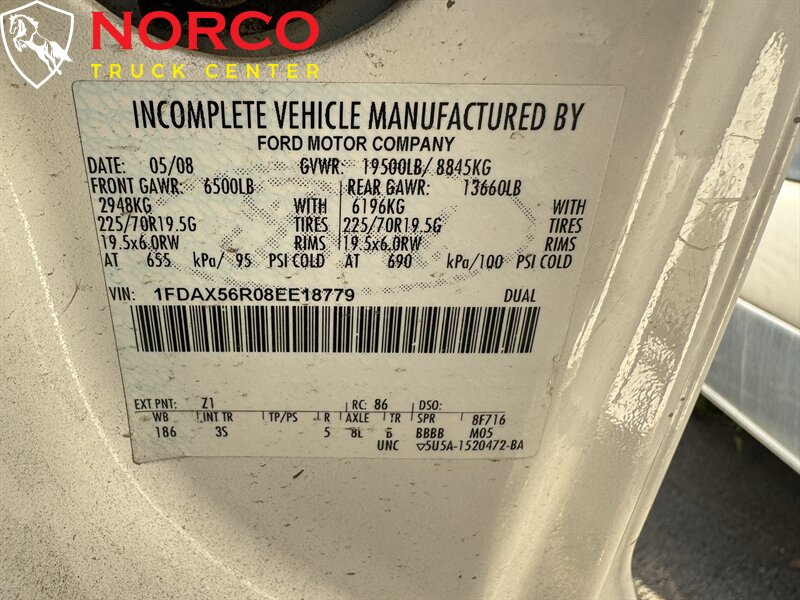 NORCO
TRUCK CENTER
INCOMPLETE VEHICLE MANUFACTURED BY
FORD MOTOR COMPANY
DATE: 05/08 GVWR: 19500LB/ 8845KG
FRONT GAWR: 6500LB REAR GAWR: 13660LB
2948KG WITH 6196KG WITH
225/70R19.5G TIRES 225/70R19.5G TIRES
19.5x6.0RW RIMS 19.5x6.0RW RIMS
AT 655 kPa/ 95 PSI COLD AT 690 kPa/100 PSI COLD
VIN: 1FDAX56R08EE18779 DUAL
EXT PNT: Z1 RC: 86 DSO:
WB INT TR TP/PS R AXLE TR SPR 8F716
186 3S 5 8L B BBBB M05
UNC ▽5U5A-1520472-BA